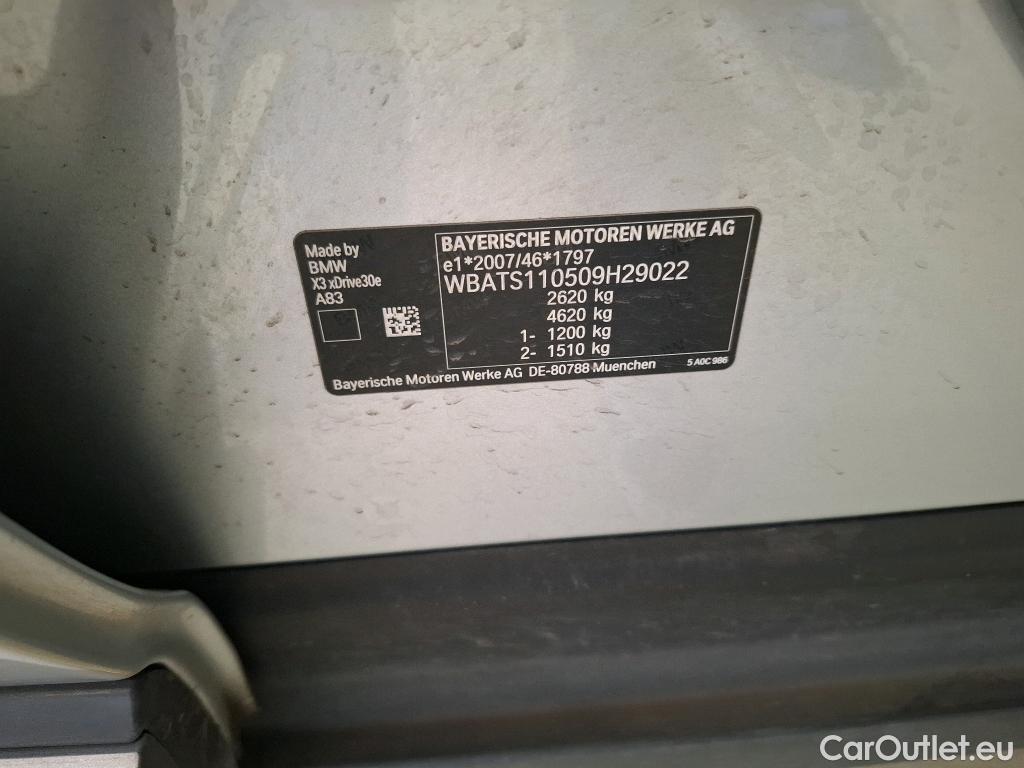 Made by
BMW
X3 xDrive30e
A83
BAYERISCHE MOTOREN WERKE AG
e1*2007/46*1797
WBATS110509H29022
2620 kg
4620 kg
1- 1200 kg
2- 1510 kg
Bayerische Motoren Werke AG DE-80788 Muenchen
5 A0C 986
CarOutlet.eu